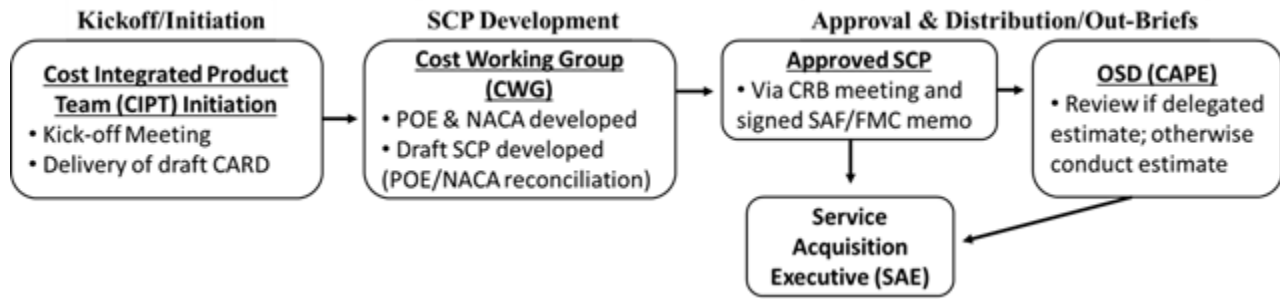 Kickoff/Initiation
SCP Development
Approval & Distribution/Out-Briefs
Cost Integrated Product
Team (CIPT) Initiation
• Kick-off Meeting
• Delivery of draft CARD
Cost Working Group
(CWG)
• POE & NACA developed
• Draft SCP developed
(POE/NACA reconciliation)
Approved SCP
• Via CRB meeting and
signed SAF/FMC memo
OSD (CAPE)
• Review if delegated
estimate; otherwise
conduct estimate
Service
Acquisition
Executive (SAE)